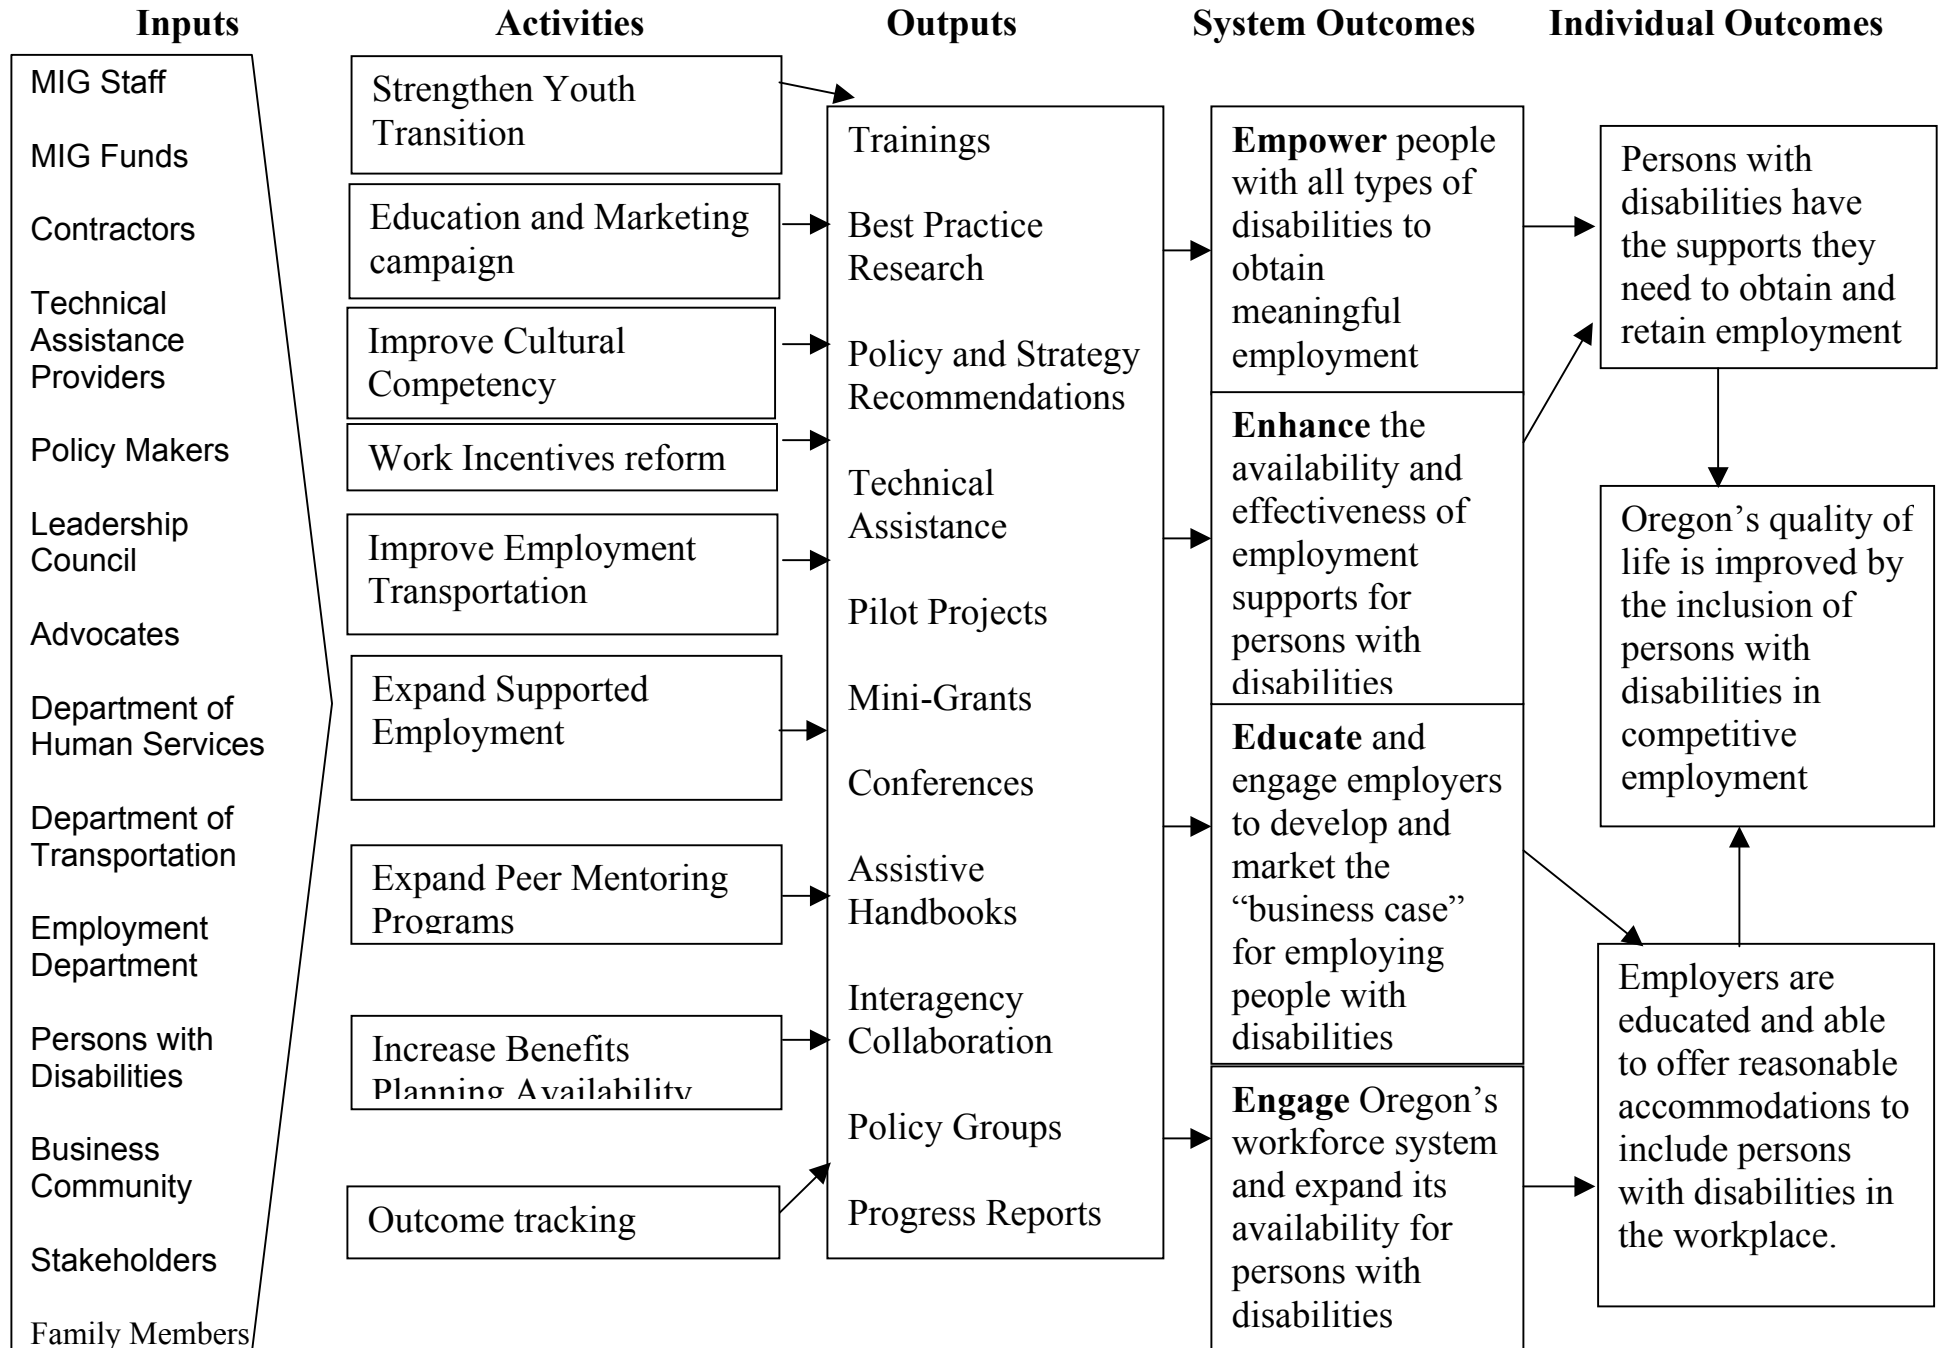 Inputs
Activities
Outputs
System Outcomes
Individual Outcomes
MIG Staff
MIG Funds
Contractors
Technical
Assistance
Providers
Policy Makers
Leadership
Council
Advocates
Department of
Human Services
Department of
Transportation
Employment
Department
Persons with
Disabilities
Business
Community
Stakeholders
Family Members
Strengthen Youth
Transition
Education and Marketing
campaign
Improve Cultural
Competency
Work Incentives reform
Improve Employment
Transportation
Expand Supported
Employment
Expand Peer Mentoring
Programs
Increase Benefits
Planning Availability
Outcome tracking
Trainings
Best Practice
Research
Policy and Strategy
Recommendations
Technical
Assistance
Pilot Projects
Mini-Grants
Conferences
Assistive
Handbooks
Interagency
Collaboration
Policy Groups
Progress Reports
Empower people
with all types of
disabilities to
obtain
meaningful
employment
Enhance the
availability and
effectiveness of
employment
supports for
persons with
disabilities
Educate and
engage employers
to develop and
market the
“business case”
for employing
people with
disabilities
Engage Oregon’s
workforce system
and expand its
availability for
persons with
disabilities
Persons with
disabilities have
the supports they
need to obtain and
retain employment
Oregon’s quality of
life is improved by
the inclusion of
persons with
disabilities in
competitive
employment
Employers are
educated and able
to offer reasonable
accommodations to
include persons
with disabilities in
the workplace.